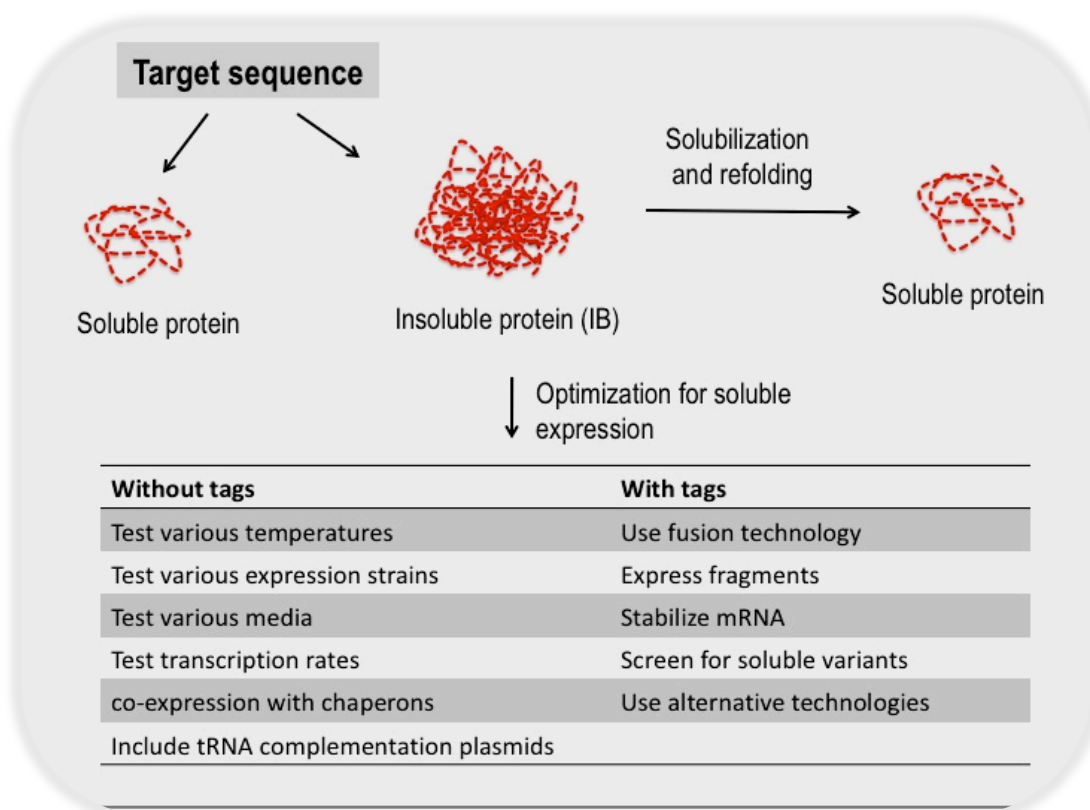 Target sequence
Solubilization
and refolding
Soluble protein
Insoluble protein (IB)
Soluble protein
Optimization for soluble
expression
Without tags With tags
Test various temperatures Use fusion technology
Test various expression strains Express fragments
Test various media Stabilize mRNA
Test transcription rates Screen for soluble variants
co-expression with chaperons Use alternative technologies
Include tRNA complementation plasmids